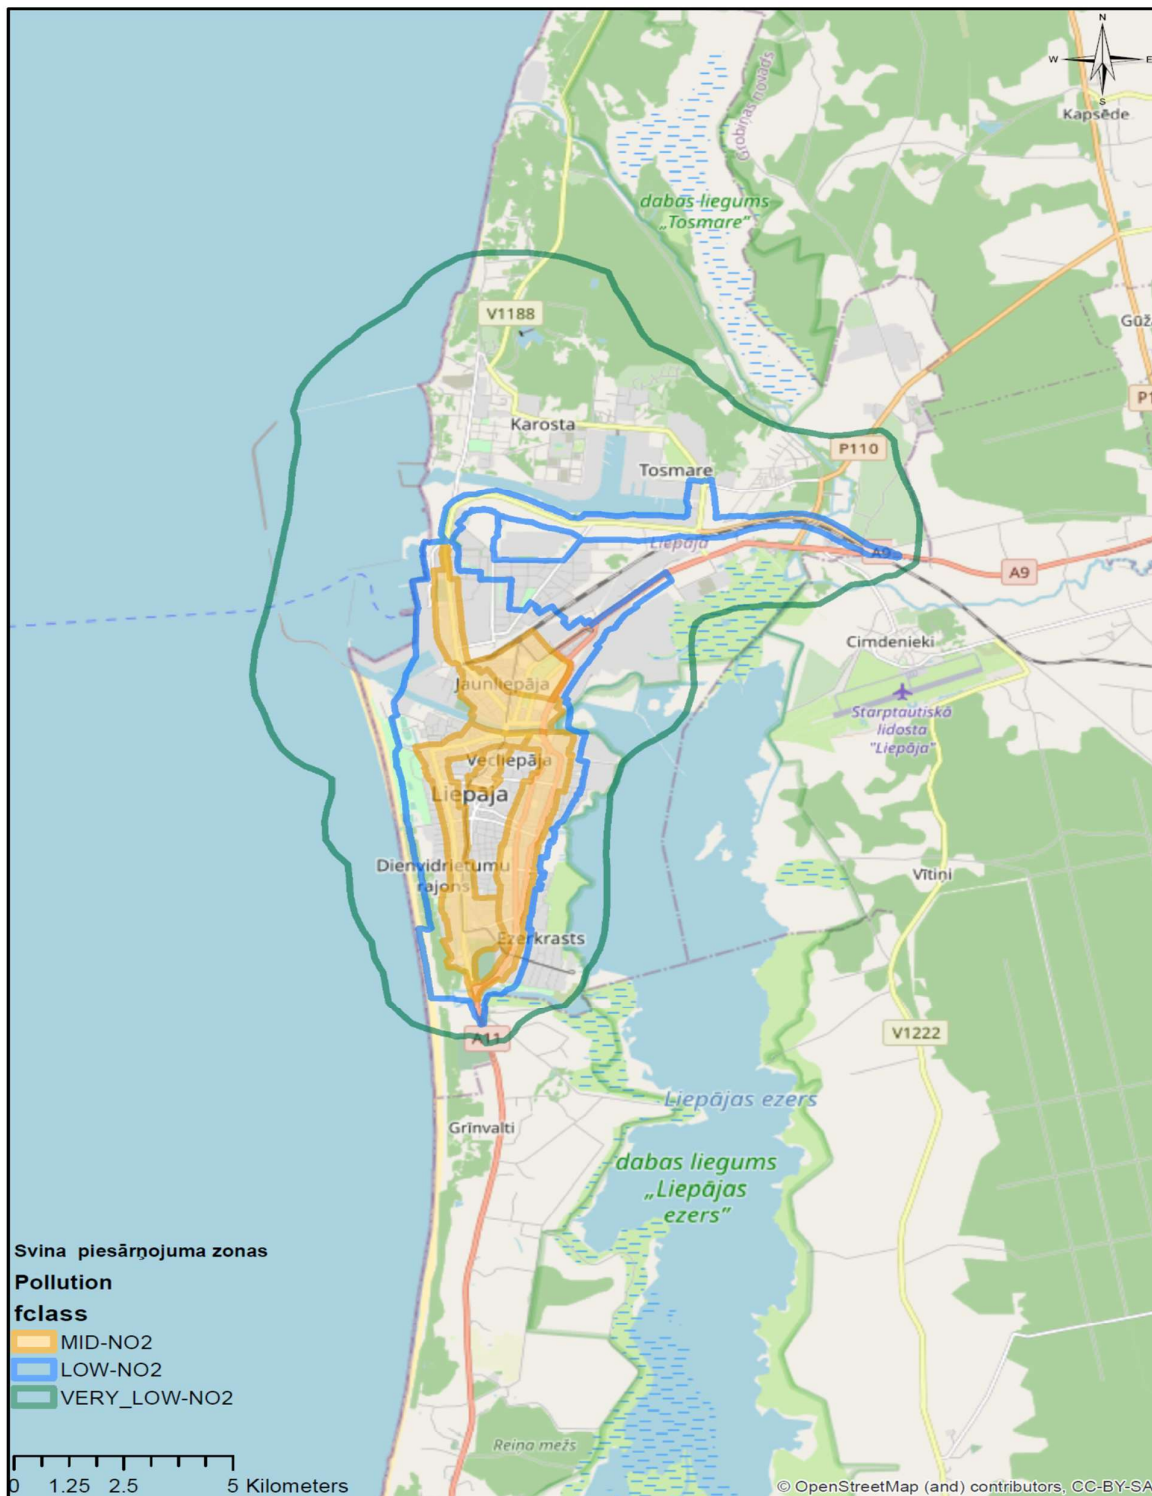 N
W E
S
Kapsēde
Grobiņas novads
dabas liegums
„Tosmare”
V1188
Gūž
P1
Karosta
P110
Tosmare
Liepāja
A9
A9
Cimdenieki
Jaunliepāja
Starptautiskā
lidosta
"Liepāja"
Vecliepāja
Liepāja
Dienvidrietumu
rajons
Vītiņi
Ezerkrasts
V1222
A11
Liepājas ezers
Grīnvalti
dabas liegums
„Liepājas
ezers”
Svina piesārņojuma zonas
Pollution
fclass
MID-NO2
LOW-NO2
VERY_LOW-NO2
Reiņa mežs
0 1.25 2.5 5 Kilometers
© OpenStreetMap (and) contributors, CC-BY-SA